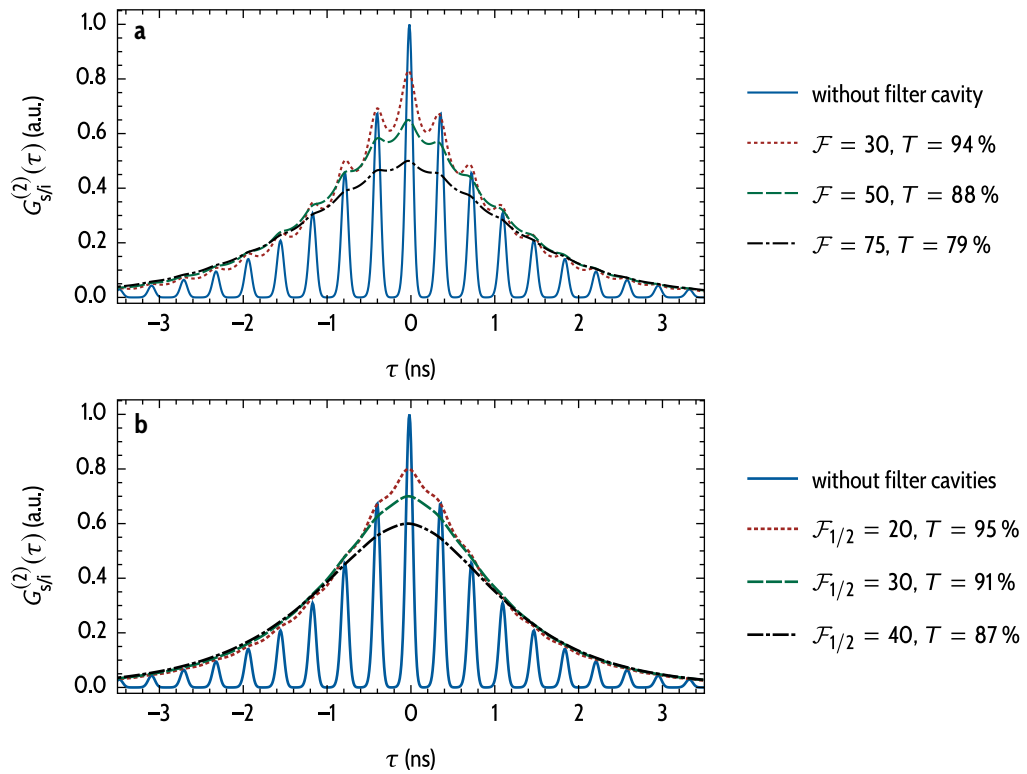 a
G(2)s/i(τ) (a.u.)
1.0
0.8
0.6
0.4
0.2
0.0
−3 −2 −1 0 1 2 3
τ (ns)
without filter cavity
ℱ = 30, T = 94 %
ℱ = 50, T = 88 %
ℱ = 75, T = 79 %
b
G(2)s/i(τ) (a.u.)
1.0
0.8
0.6
0.4
0.2
0.0
−3 −2 −1 0 1 2 3
τ (ns)
without filter cavities
ℱ1/2 = 20, T = 95 %
ℱ1/2 = 30, T = 91 %
ℱ1/2 = 40, T = 87 %